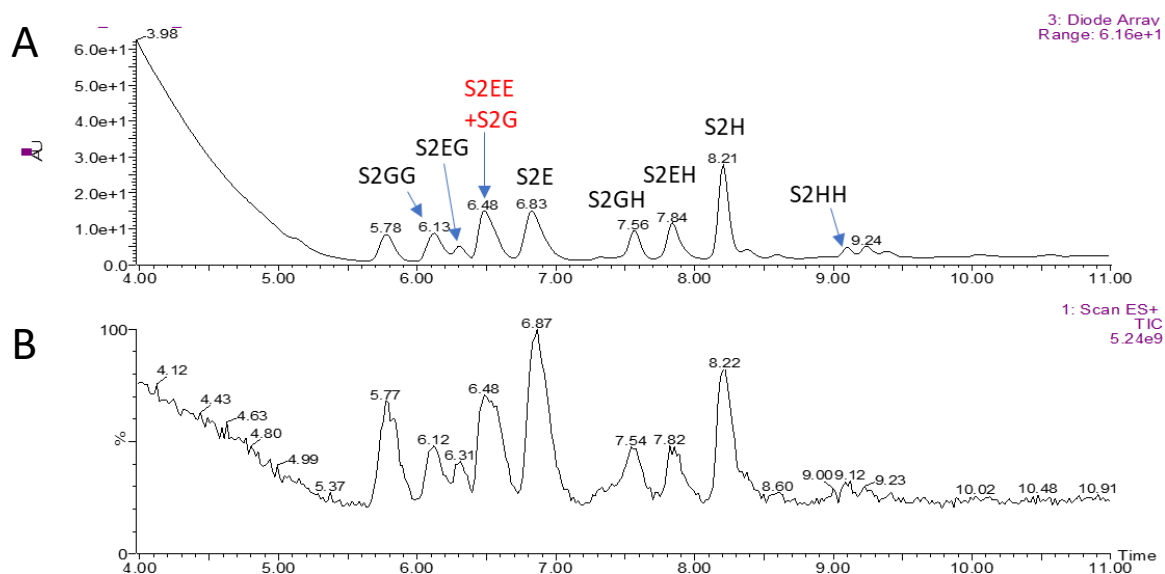 A
3: Diode Array
Range: 6.16e+1
3.98
6.0e+1
5.0e+1
4.0e+1
3.0e+1
2.0e+1
1.0e+1
0.0
AU
S2EE
+S2G
S2EG
S2GG
S2E
S2GH
S2EH
S2H
S2HH
5.78
6.13
6.48
6.83
7.56
7.84
8.21
9.24
4.00 5.00 6.00 7.00 8.00 9.00 10.00 11.00
B
1: Scan ES+
TIC
5.24e9
100
%
0
4.12
4.43
4.63
4.80
4.99
5.37
5.77
6.12
6.31
6.48
6.87
7.54
7.82
8.22
8.60
9.00
9.12
9.23
10.02
10.48
10.91
Time
4.00 5.00 6.00 7.00 8.00 9.00 10.00 11.00